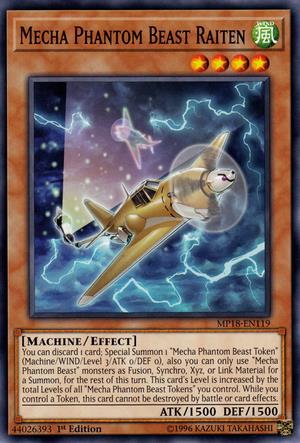 MECHA PHANTOM BEAST RAITEN
WIND
風
MP18-EN119
[MACHINE/EFFECT]
You can discard 1 card; Special Summon 1 "Mecha Phantom Beast Token"
(Machine/WIND/Level 3/ATK 0/DEF 0), also you can only use "Mecha Phantom
Beast" monsters as Fusion, Synchro, Xyz, or Link Material for
a Summon, for the rest of this turn. This card's Level is increased by the
total Levels of all "Mecha Phantom Beast Tokens" you control. While you
control a Token, this card cannot be destroyed by battle or card effects.
ATK/1500 DEF/1500
44026393 1st Edition ©1996 KAZUKI TAKAHASHI